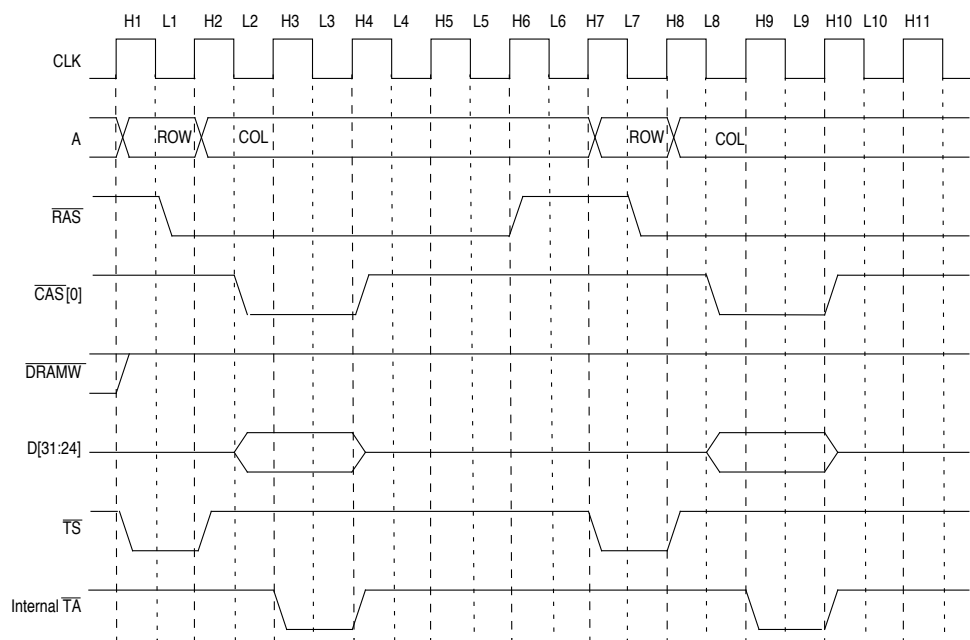 H1 L1 H2 L2 H3 L3 H4 L4 H5 L5 H6 L6 H7 L7 H8 L8 H9 L9 H10 L10 H11
CLK
A ROW COL ROW COL
RAS
CAS[0]
DRAMW
D[31:24]
TS
Internal TA